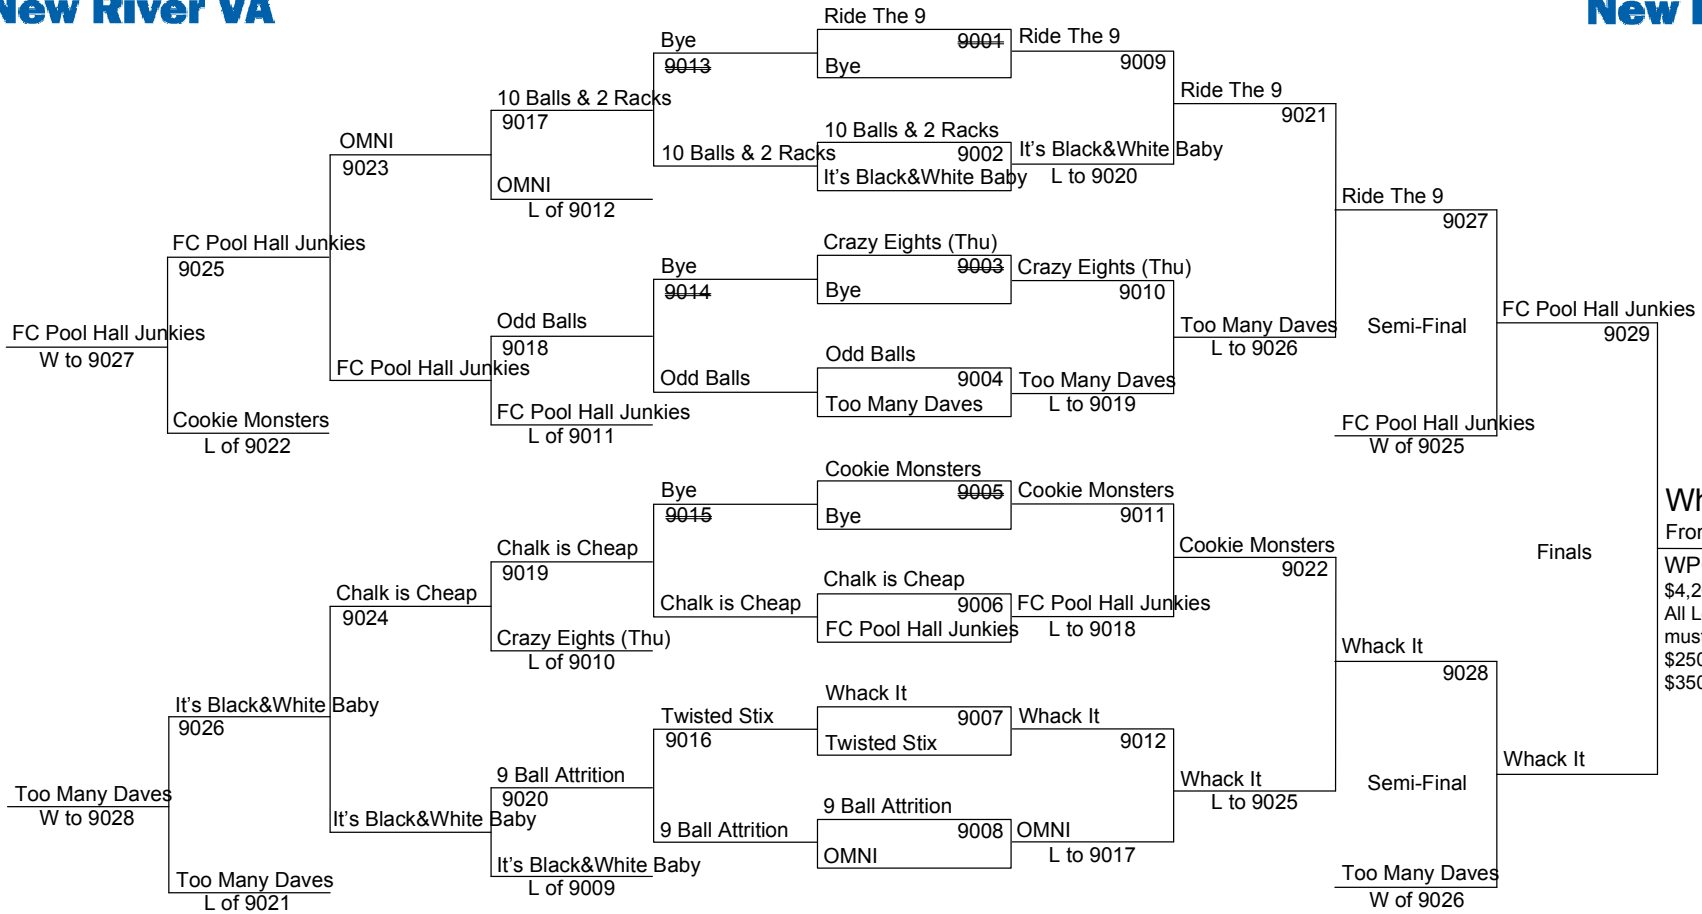 New River VA
New
Ride The 9
9001
Bye
10 Balls & 2 Racks
9002
It's Black&White Baby
Crazy Eights (Thu)
9003
Bye
Odd Balls
9004
Too Many Daves
Cookie Monsters
9005
Bye
Chalk is Cheap
9006
FC Pool Hall Junkies
Whack It
9007
Twisted Stix
9 Ball Attrition
9008
OMNI
Bye
9013
10 Balls & 2 Racks
Bye
9014
Odd Balls
Bye
9015
Chalk is Cheap
Twisted Stix
9016
9 Ball Attrition
10 Balls & 2 Racks
9017
OMNI
L of 9012
Odd Balls
9018
FC Pool Hall Junkies
L of 9011
Chalk is Cheap
9019
Crazy Eights (Thu)
L of 9010
9 Ball Attrition
9020
It's Black&White Baby
L of 9009
OMNI
9023
FC Pool Hall Junkies
Chalk is Cheap
9024
It's Black&White Baby
FC Pool Hall Junkies
9025
Cookie Monsters
L of 9022
It's Black&White Baby
9026
Too Many Daves
L of 9021
FC Pool Hall Junkies
W to 9027
Too Many Daves
W to 9028
Ride The 9
9009
It's Black&White Baby
L to 9020
Crazy Eights (Thu)
9010
Too Many Daves
L to 9019
Cookie Monsters
9011
FC Pool Hall Junkies
L to 9018
Whack It
9012
OMNI
L to 9017
Ride The 9
9021
Too Many Daves
L to 9026
Cookie Monsters
9022
Whack It
L to 9025
Ride The 9
9027
Semi-Final
FC Pool Hall Junkies
W of 9025
Whack It
9028
Semi-Final
Too Many Daves
W of 9026
FC Pool Hall Junkies
9029
Finals
Whack It
Wh
Fron
WP
$4,2
All L
must
$250
$350